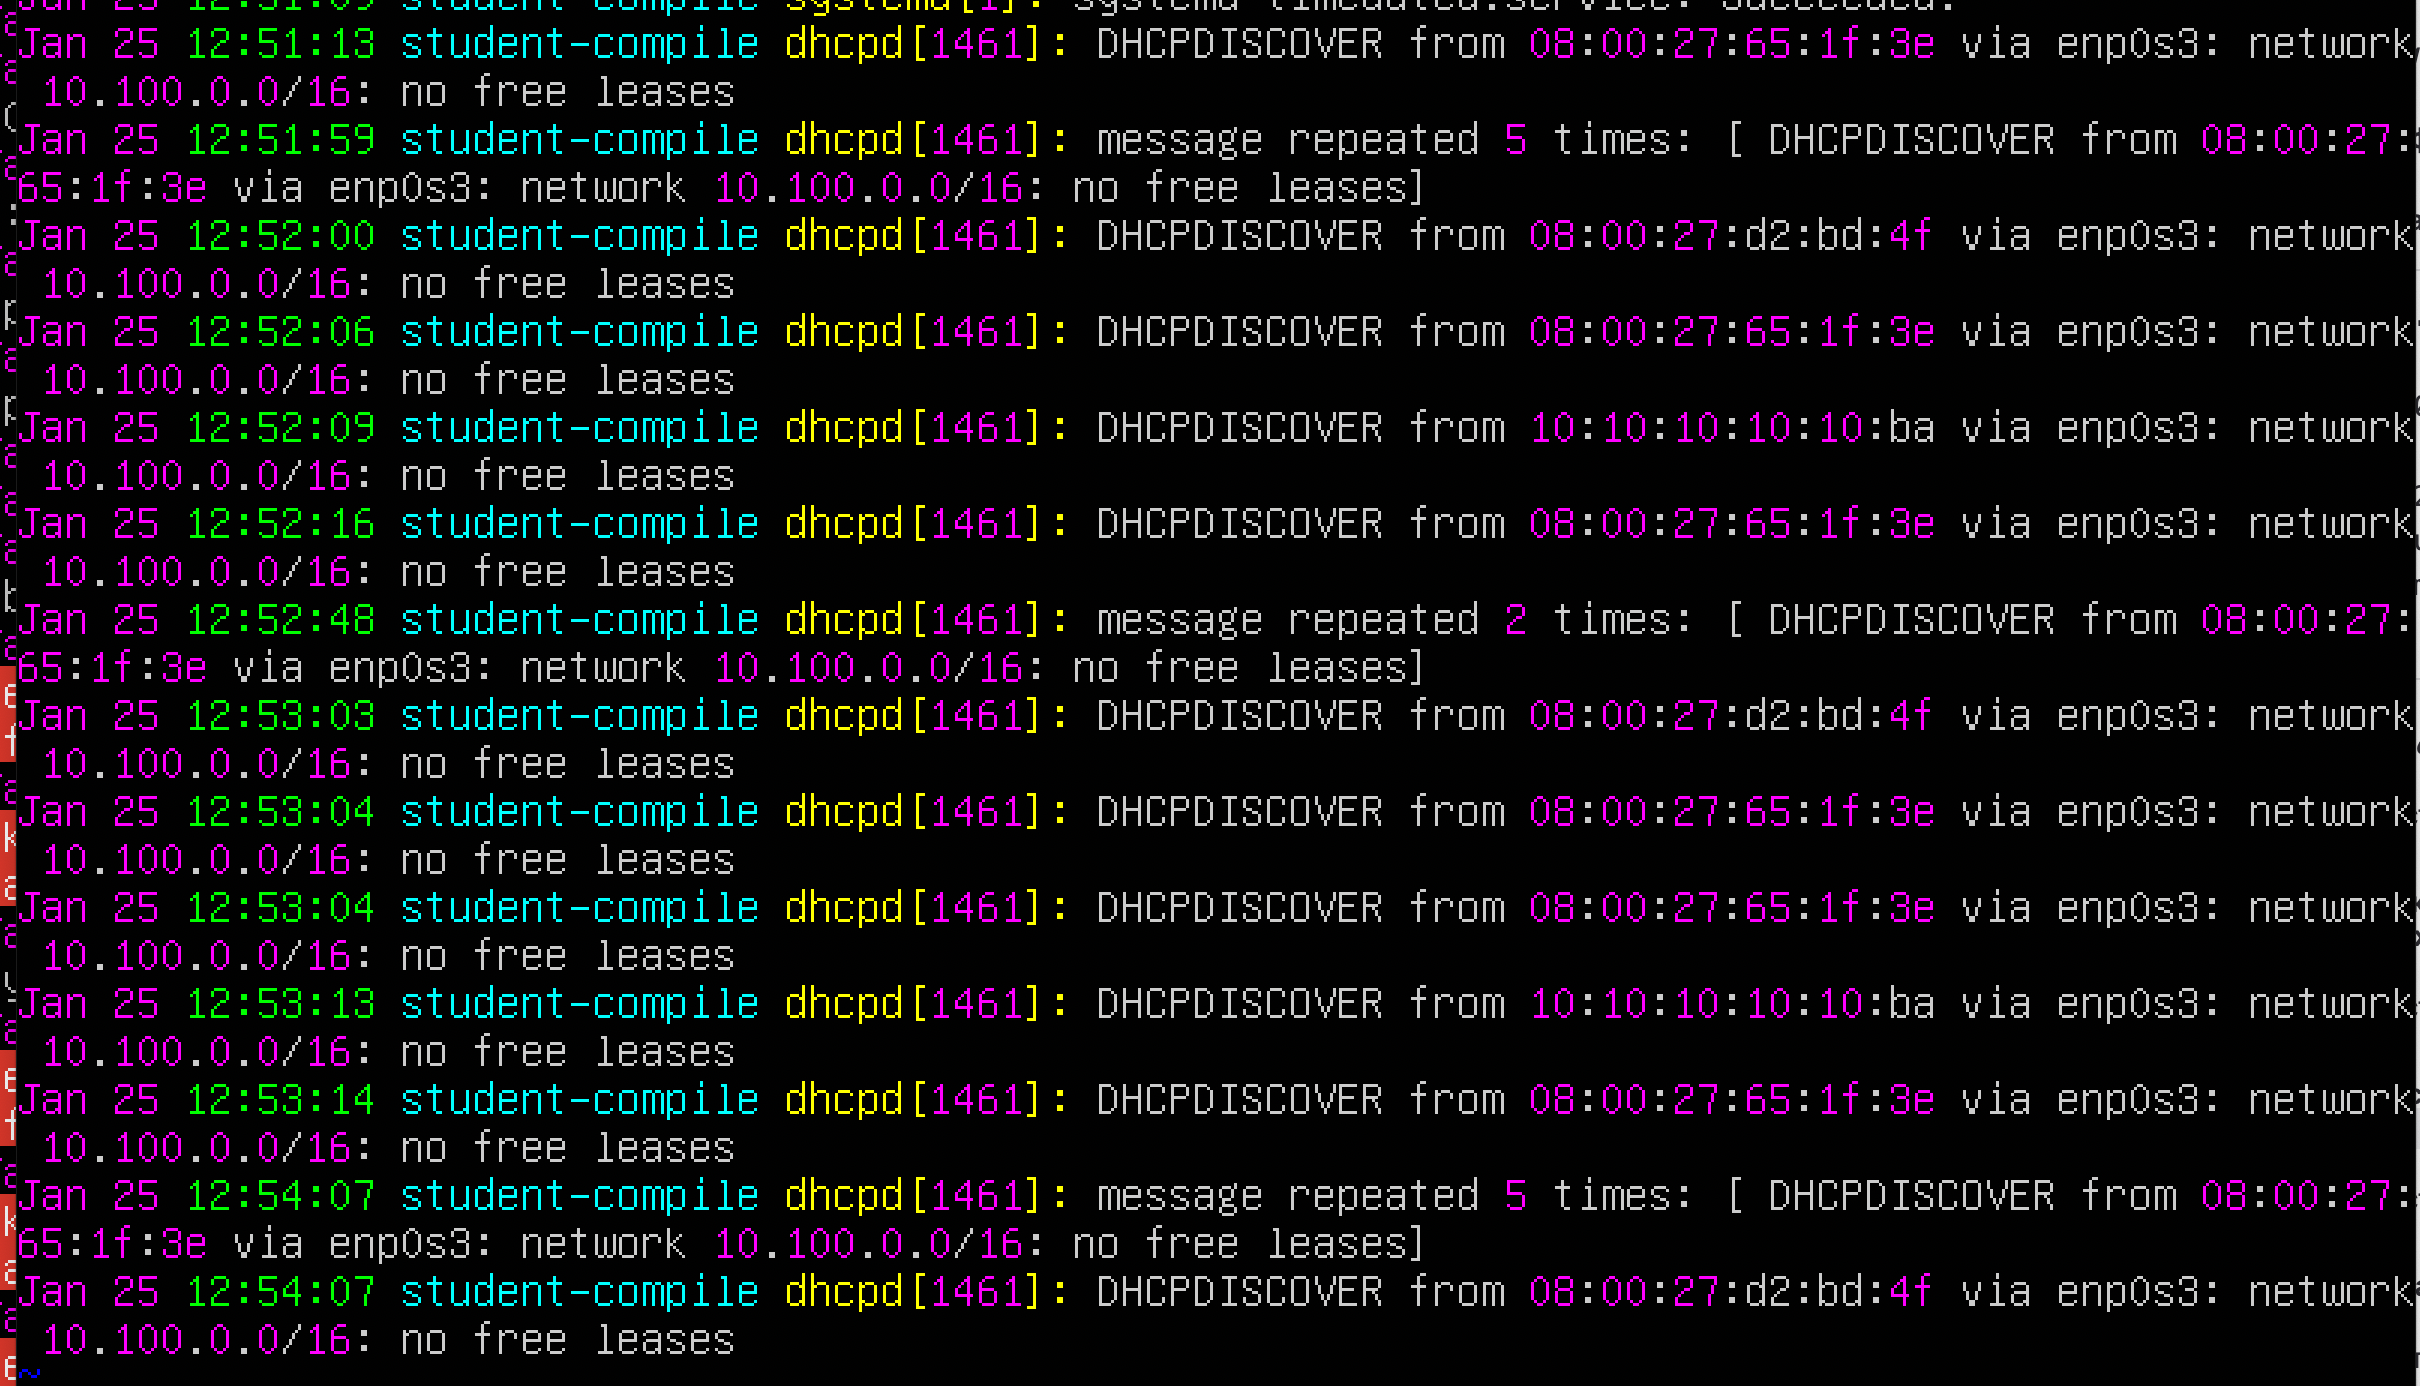 Jan 25 12:51:09 student-compile systemd[1]: systemd-timedated.service: Succeeded.
Jan 25 12:51:13 student-compile dhcpd[1461]: DHCPDISCOVER from 08:00:27:65:1f:3e via enp0s3: network
10.100.0.0/16: no free leases
Jan 25 12:51:59 student-compile dhcpd[1461]: message repeated 5 times: [ DHCPDISCOVER from 08:00:27:
65:1f:3e via enp0s3: network 10.100.0.0/16: no free leases]
Jan 25 12:52:00 student-compile dhcpd[1461]: DHCPDISCOVER from 08:00:27:d2:bd:4f via enp0s3: network
10.100.0.0/16: no free leases
Jan 25 12:52:06 student-compile dhcpd[1461]: DHCPDISCOVER from 08:00:27:65:1f:3e via enp0s3: network
10.100.0.0/16: no free leases
Jan 25 12:52:09 student-compile dhcpd[1461]: DHCPDISCOVER from 10:10:10:10:10:ba via enp0s3: network
10.100.0.0/16: no free leases
Jan 25 12:52:16 student-compile dhcpd[1461]: DHCPDISCOVER from 08:00:27:65:1f:3e via enp0s3: network
10.100.0.0/16: no free leases
Jan 25 12:52:48 student-compile dhcpd[1461]: message repeated 2 times: [ DHCPDISCOVER from 08:00:27:
65:1f:3e via enp0s3: network 10.100.0.0/16: no free leases]
Jan 25 12:53:03 student-compile dhcpd[1461]: DHCPDISCOVER from 08:00:27:d2:bd:4f via enp0s3: network
10.100.0.0/16: no free leases
Jan 25 12:53:04 student-compile dhcpd[1461]: DHCPDISCOVER from 08:00:27:65:1f:3e via enp0s3: network
10.100.0.0/16: no free leases
Jan 25 12:53:04 student-compile dhcpd[1461]: DHCPDISCOVER from 08:00:27:65:1f:3e via enp0s3: network
10.100.0.0/16: no free leases
Jan 25 12:53:13 student-compile dhcpd[1461]: DHCPDISCOVER from 10:10:10:10:10:ba via enp0s3: network
10.100.0.0/16: no free leases
Jan 25 12:53:14 student-compile dhcpd[1461]: DHCPDISCOVER from 08:00:27:65:1f:3e via enp0s3: network
10.100.0.0/16: no free leases
Jan 25 12:54:07 student-compile dhcpd[1461]: message repeated 5 times: [ DHCPDISCOVER from 08:00:27:
65:1f:3e via enp0s3: network 10.100.0.0/16: no free leases]
Jan 25 12:54:07 student-compile dhcpd[1461]: DHCPDISCOVER from 08:00:27:d2:bd:4f via enp0s3: network
10.100.0.0/16: no free leases
~